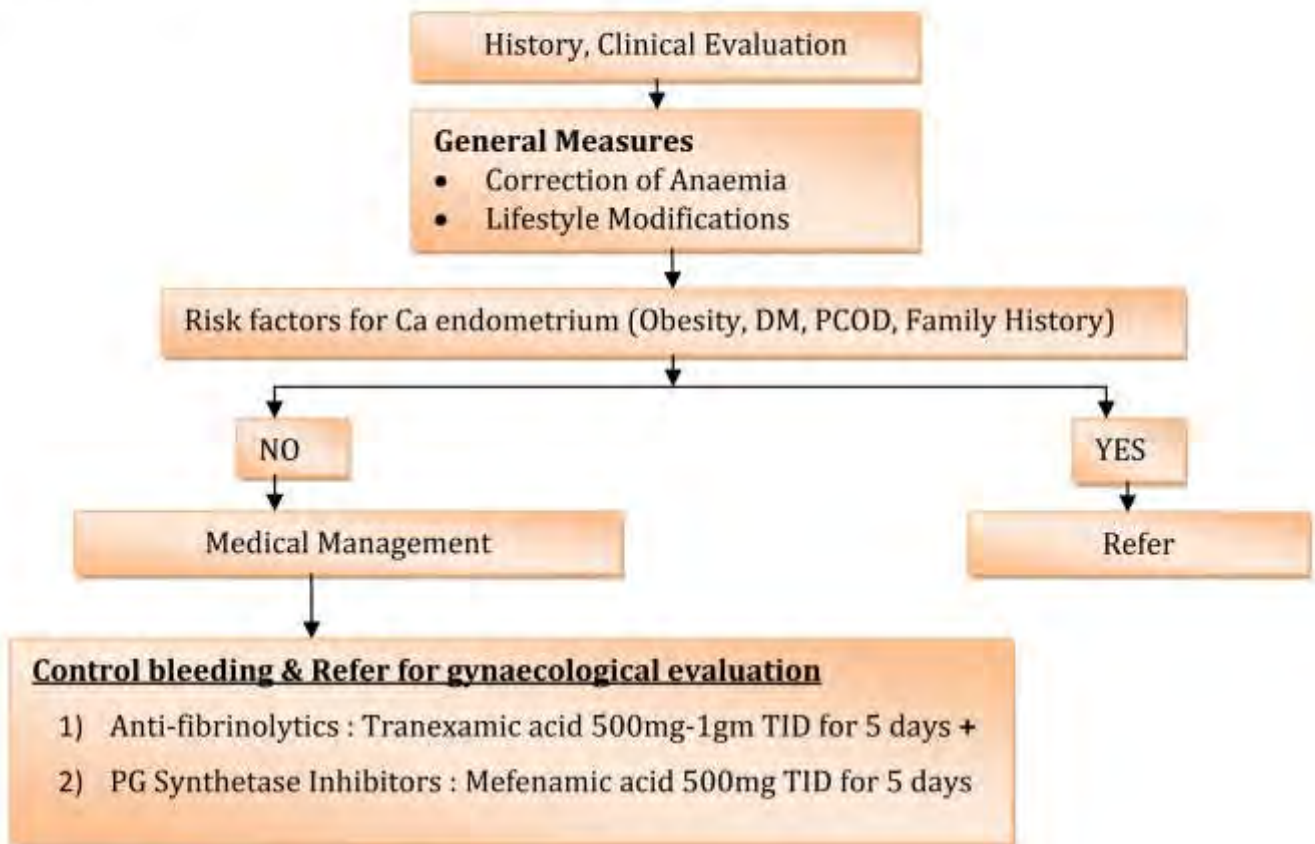 History, Clinical Evaluation
General Measures
• Correction of Anaemia
• Lifestyle Modifications
Risk factors for Ca endometrium (Obesity, DM, PCOD, Family History)
NO
YES
Medical Management
Refer
Control bleeding & Refer for gynaecological evaluation
1) Anti-fibrinolytics : Tranexamic acid 500mg-1gm TID for 5 days +
2) PG Synthetase Inhibitors : Mefenamic acid 500mg TID for 5 days